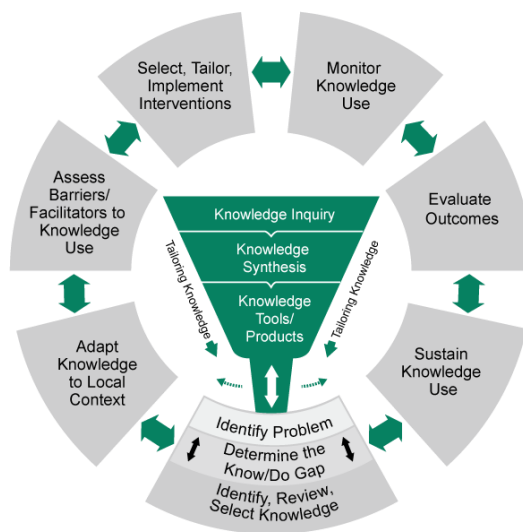 Select, Tailor,
Implement
Interventions
Monitor
Knowledge
Use
Assess
Barriers/
Facilitators to
Knowledge
Use
Evaluate
Outcomes
Knowledge Inquiry
Knowledge
Synthesis
Knowledge
Tools/
Products
Tailoring Knowledge
Tailoring Knowledge
Adapt
Knowledge
to Local
Context
Sustain
Knowledge
Use
Identify Problem
Determine the
Know/Do Gap
Identify, Review,
Select Knowledge